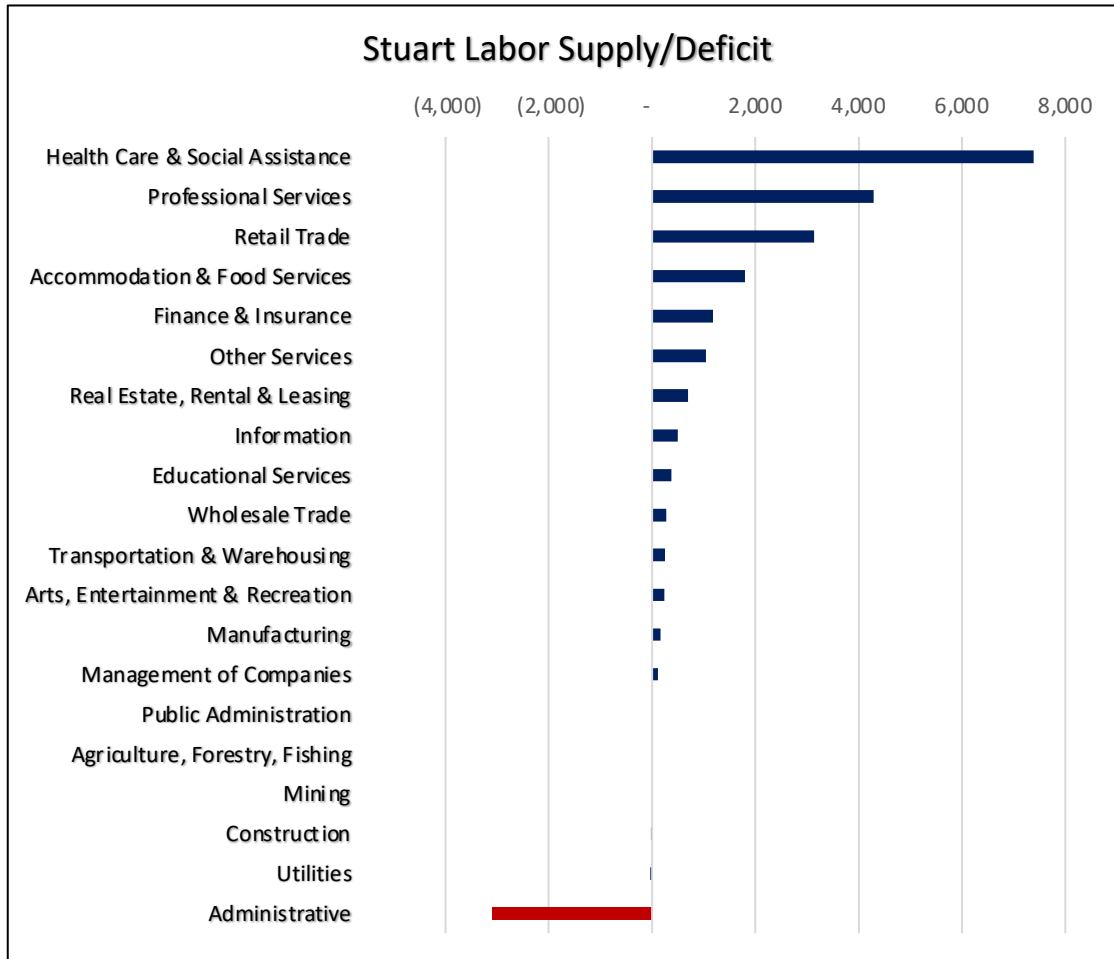 Stuart Labor Supply/Deficit
(4,000) (2,000) - 2,000 4,000 6,000 8,000
Health Care & Social Assistance
Professional Services
Retail Trade
Accommodation & Food Services
Finance & Insurance
Other Services
Real Estate, Rental & Leasing
Information
Educational Services
Wholesale Trade
Transportation & Warehousing
Arts, Entertainment & Recreation
Manufacturing
Management of Companies
Public Administration
Agriculture, Forestry, Fishing
Mining
Construction
Utilities
Administrative